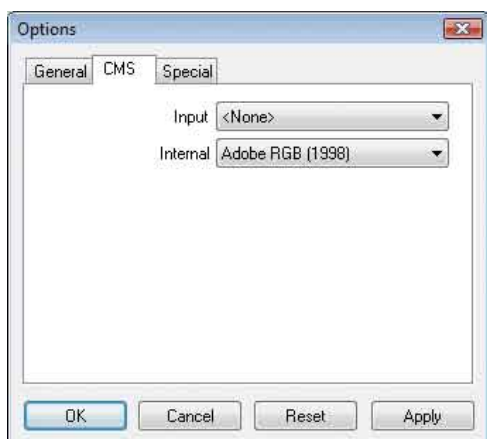 Options
General CMS Special
Input <None>
Internal Adobe RGB (1998)
OK Cancel Reset Apply